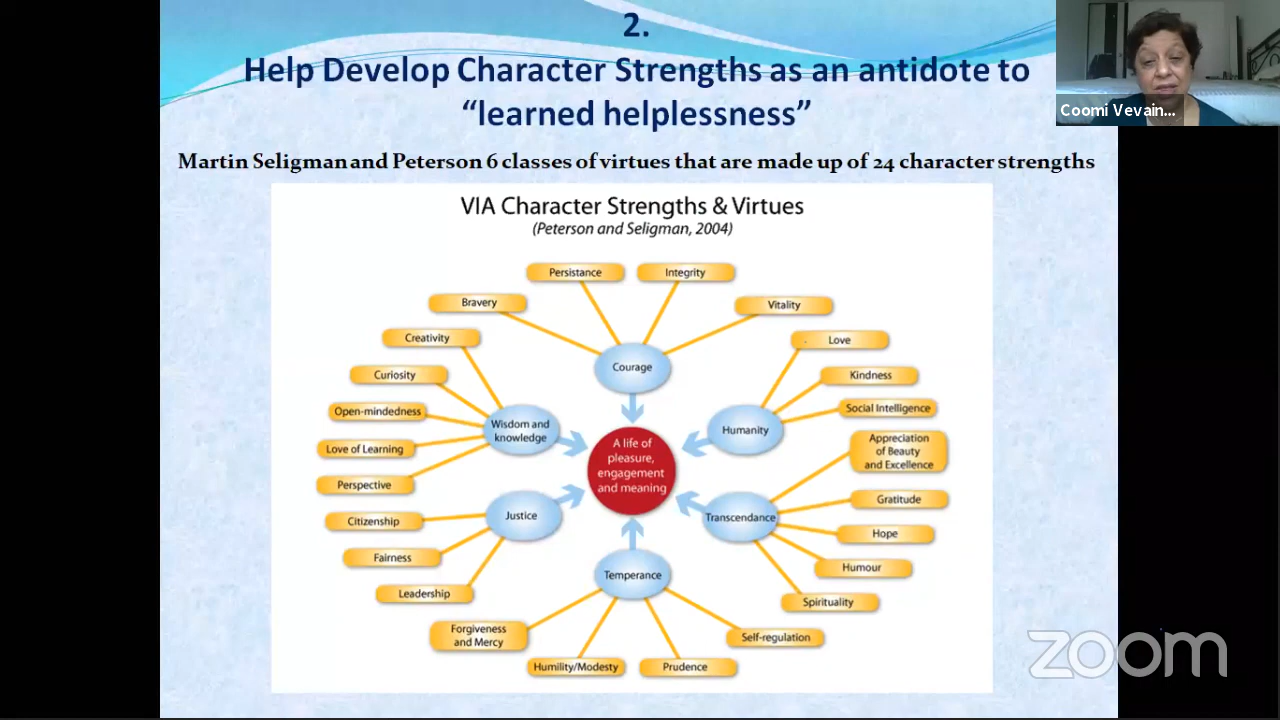 2.
Help Develop Character Strengths as an antidote to
“learned helplessness”
Coomi Vevain...
Martin Seligman and Peterson 6 classes of virtues that are made up of 24 character strengths
VIA Character Strengths & Virtues
(Peterson and Seligman, 2004)
Persistance
Integrity
Bravery
Vitality
Creativity
Love
Courage
Curiosity
Kindness
Open-mendedness
Social Intelligence
Wisdom and
knowledge
Humanity
Love of Learning
Appreciation
of Beauty
and Excellence
A life of
pleasure,
engagement
and meaning
Perspective
Citizenship
Justice
Transcendance
Gratitude
Fairness
Hope
Leadership
Temperance
Humour
Spirituality
Forgiveness
and Mercy
Self-regulation
Humility/Modesty
Prudence
zoom